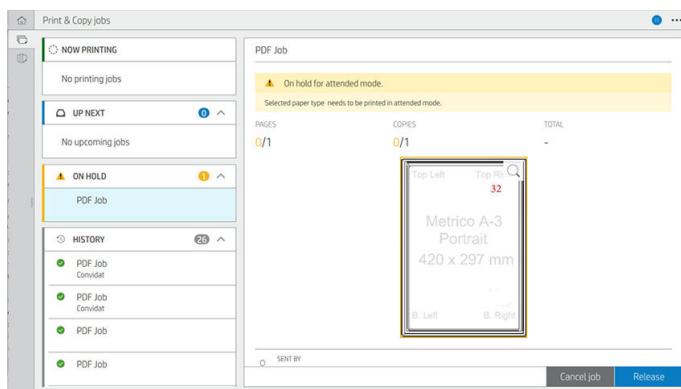 Print & Copy jobs
NOW PRINTING
No printing jobs
UP NEXT
0
No upcoming jobs
ON HOLD
1
PDF Job
HISTORY
26
PDF Job
Convidat
PDF Job
Convidat
PDF Job
PDF Job
PDF Job
On hold for attended mode.
Selected paper type needs to be printed in attended mode.
PAGES
COPIES
TOTAL
0/1
0/1
-
Top Left
32
Metrico A-3
Portrait
420 x 297 mm
B. Left
B. Right
SENT BY
Cancel job
Release